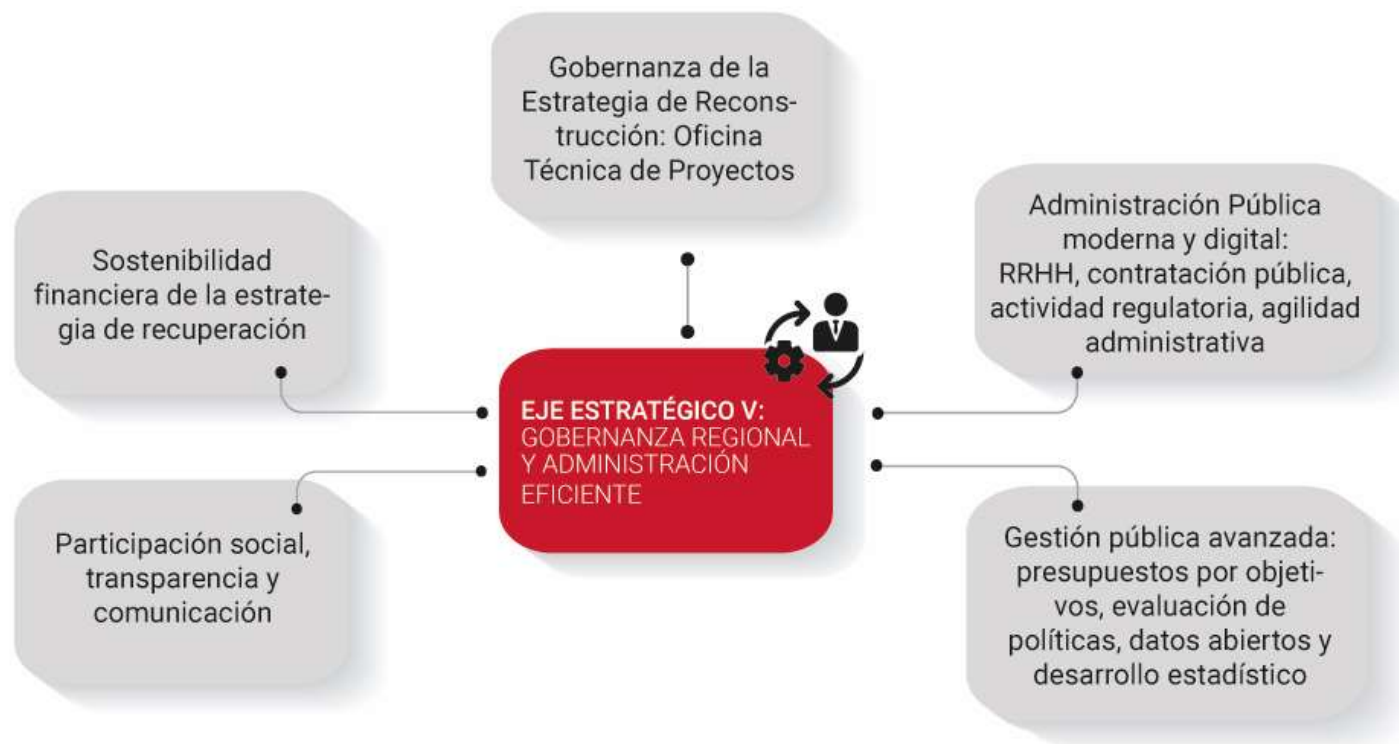 Gobernanza de la
Estrategia de Recons-
trucción: Oficina
Técnica de Proyectos
Sostenibilidad
financiera de la estrate-
gia de recuperación
Administración Pública
moderna y digital:
RRHH, contratación pública,
actividad regulatoria, agilidad
administrativa
EJE ESTRATÉGICO V:
GOBERNANZA REGIONAL
Y ADMINISTRACIÓN
EFICIENTE
Participación social,
transparencia y
comunicación
Gestión pública avanzada:
presupuestos por objeti-
vos, evaluación de
políticas, datos abiertos y
desarrollo estadístico